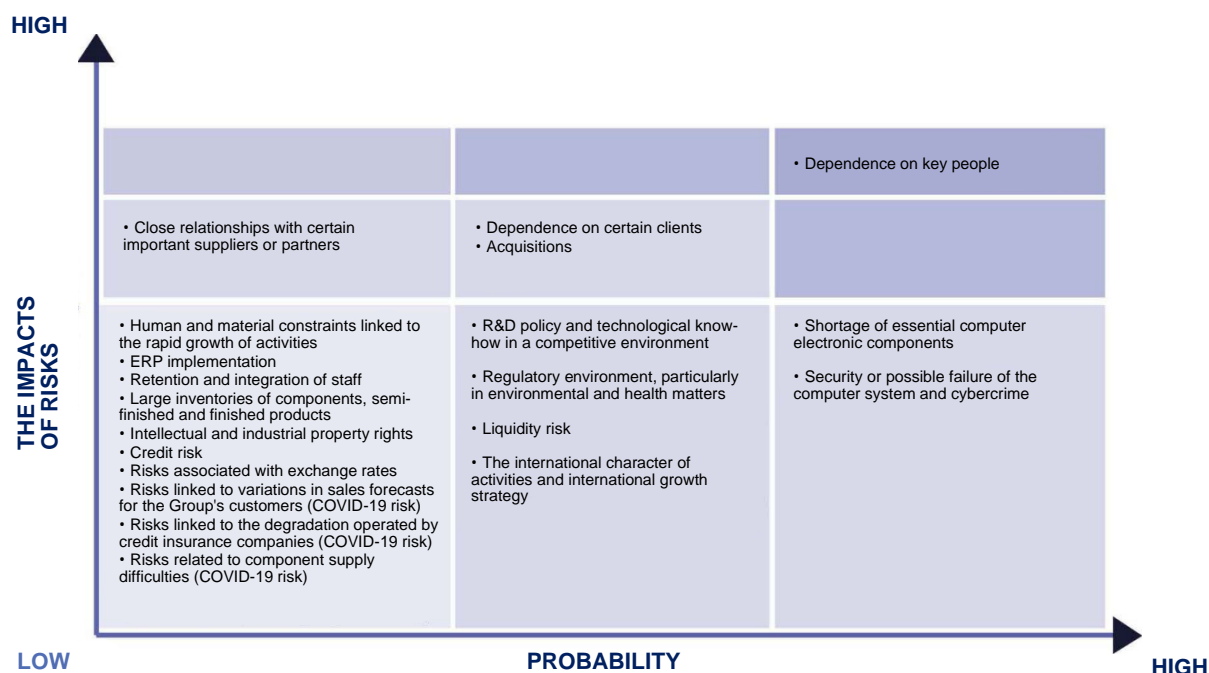 HIGH
• Dependence on key people
• Close relationships with certain
important suppliers or partners
• Dependence on certain clients
• Acquisitions
THE IMPACTS
OF RISKS
• Human and material constraints linked to
the rapid growth of activities
• ERP implementation
• Retention and integration of staff
• Large inventories of components, semi-
finished and finished products
• Intellectual and industrial property rights
• Credit risk
• Risks associated with exchange rates
• Risks linked to variations in sales forecasts
for the Group's customers (COVID-19 risk)
• Risks linked to the degradation operated by
credit insurance companies (COVID-19 risk)
• Risks related to component supply
difficulties (COVID-19 risk)
• R&D policy and technological know-
how in a competitive environment
• Regulatory environment, particularly
in environmental and health matters
• Liquidity risk
• The international character of
activities and international growth
strategy
• Shortage of essential computer
electronic components
• Security or possible failure of the
computer system and cybercrime
LOW
PROBABILITY
HIGH